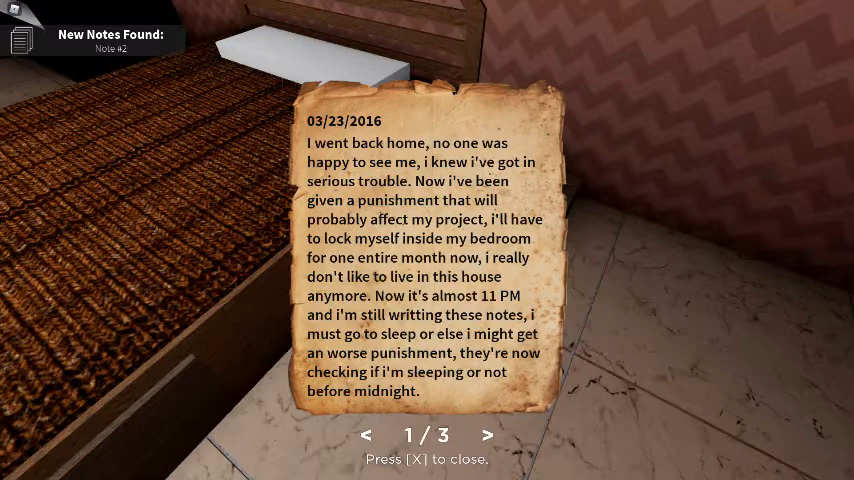 New Notes Found:
Note #2
03/23/2016
I went back home, no one was
happy to see me, i knew i've got in
serious trouble. Now i've been
given a punishment that will
probably affect my project, i'll have
to lock myself inside my bedroom
for one entire month now, i really
don't like to live in this house
anymore. Now it's almost 11 PM
and i'm still writting these notes, i
must go to sleep or else i might get
an worse punishment, they're now
checking if i'm sleeping or not
before midnight.
< 1 / 3 >
Press [X] to close.